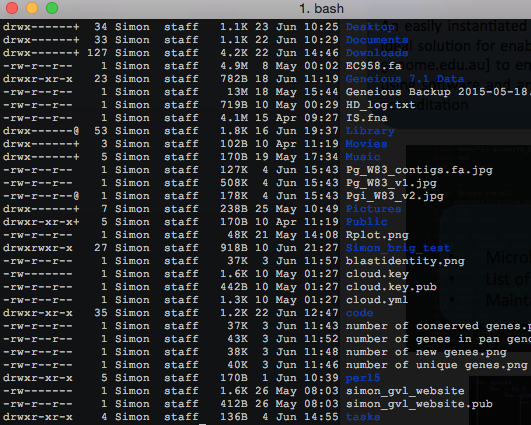 1. bash
drwx------+ 34 Simon staff 1.1K 23 Jun 10:25 Desktop
drwx------+ 33 Simon staff 1.1K 22 Jun 10:29 Documents
drwx------+ 127 Simon staff 4.2K 22 Jun 14:46 Downloads
-rw-r--r-- 1 Simon staff 4.9M 8 May 00:02 EC958.fa
drwxr-xr-x 23 Simon staff 782B 18 Jun 11:19 Geneious 7.1 Data
-rw-r--r-- 1 Simon staff 13M 18 May 15:44 Geneious Backup 2015-05-18.
-rw-r--r-- 1 Simon staff 719B 10 May 00:29 HD_log.txt
-rw-r--r-- 1 Simon staff 4.1M 15 Apr 09:27 IS.fna
drwx------@ 53 Simon staff 1.8K 16 Jun 19:37 Library
drwx------+ 3 Simon staff 102B 10 Apr 11:19 Movies
drwx------+ 5 Simon staff 170B 19 May 17:34 Music
-rw-r--r-- 1 Simon staff 127K 4 Jun 15:43 Pg_W83_contigs.fa.jpg
-rw-r--r-- 1 Simon staff 508K 4 Jun 15:43 Pg_W83_v1.jpg
-rw-r--r--@ 1 Simon staff 178K 4 Jun 15:43 Pgi_W83_v2.jpg
drwx------+ 7 Simon staff 238B 25 May 10:49 Pictures
drwxr-xr-x+ 5 Simon staff 170B 10 Apr 11:19 Public
-rw-r--r-- 1 Simon staff 48K 21 May 14:08 Rplot.png
drwxrwxr-x 27 Simon staff 918B 10 Jun 21:27 Simon_brig_test
-rw-r--r-- 1 Simon staff 37K 3 Jun 11:57 blastidentity.png
-rw------- 1 Simon staff 1.6K 10 May 01:27 cloud.key
-rw-r--r-- 1 Simon staff 442B 10 May 01:27 cloud.key.pub
-rw-r--r-- 1 Simon staff 1.3K 10 May 01:27 cloud.yml
drwxr-xr-x 35 Simon staff 1.2K 22 Jun 12:47 code
-rw-r--r-- 1 Simon staff 37K 3 Jun 11:43 number of conserved genes.p
-rw-r--r-- 1 Simon staff 43K 3 Jun 11:52 number of genes in pan geno
-rw-r--r-- 1 Simon staff 38K 3 Jun 11:48 number of new genes.png
-rw-r--r-- 1 Simon staff 40K 3 Jun 11:46 number of unique genes.png
drwxr-xr-x 5 Simon staff 170B 1 Jun 10:39 perl5
-rw------- 1 Simon staff 1.6K 26 May 08:03 simon_gvl_website
-rw-r--r-- 1 Simon staff 412B 26 May 08:03 simon_gvl_website.pub
drwxr-xr-x 4 Simon staff 136B 4 Jun 14:55 tasks
easily instantiated
solution for enab
ome.edu.au] to en
and
ditation
• Micro
• List of
• Maint